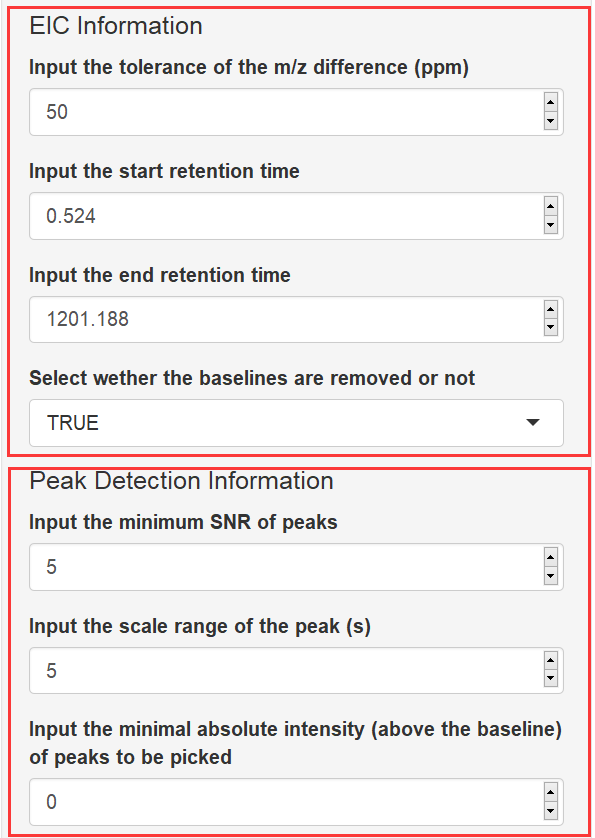 EIC Information
Input the tolerance of the m/z difference (ppm)
50
Input the start retention time
0.524
Input the end retention time
1201.188
Select wether the baselines are removed or not
TRUE
Peak Detection Information
Input the minimum SNR of peaks
5
Input the scale range of the peak (s)
5
Input the minimal absolute intensity (above the baseline)
of peaks to be picked
0